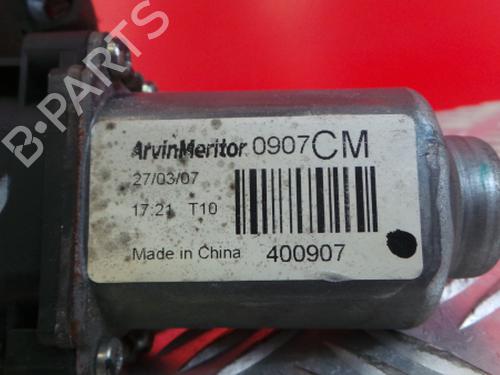 B-PARTS
ArvinMeritor 0907CM
27/03/07
17:21 T10
Made in China 400907